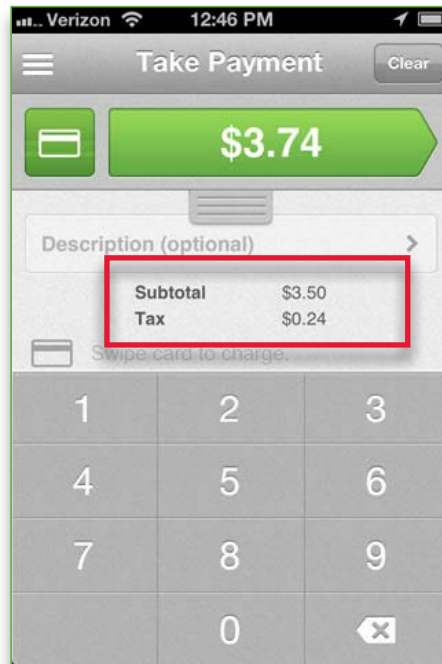 Verizon 12:46 PM
Take Payment Clear
$3.74
Description (optional)
Subtotal $3.50
Tax $0.24
Swipe card to charge.
1 2 3
4 5 6
7 8 9
0